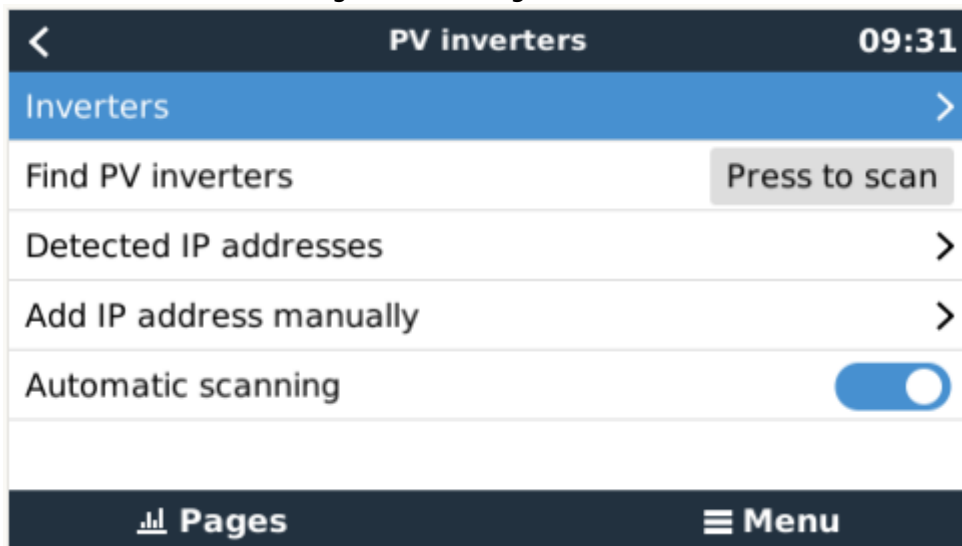 PV inverters 09:31
Inverters
Find PV inverters Press to scan
Detected IP addresses
Add IP address manually
Automatic scanning
Pages Menu